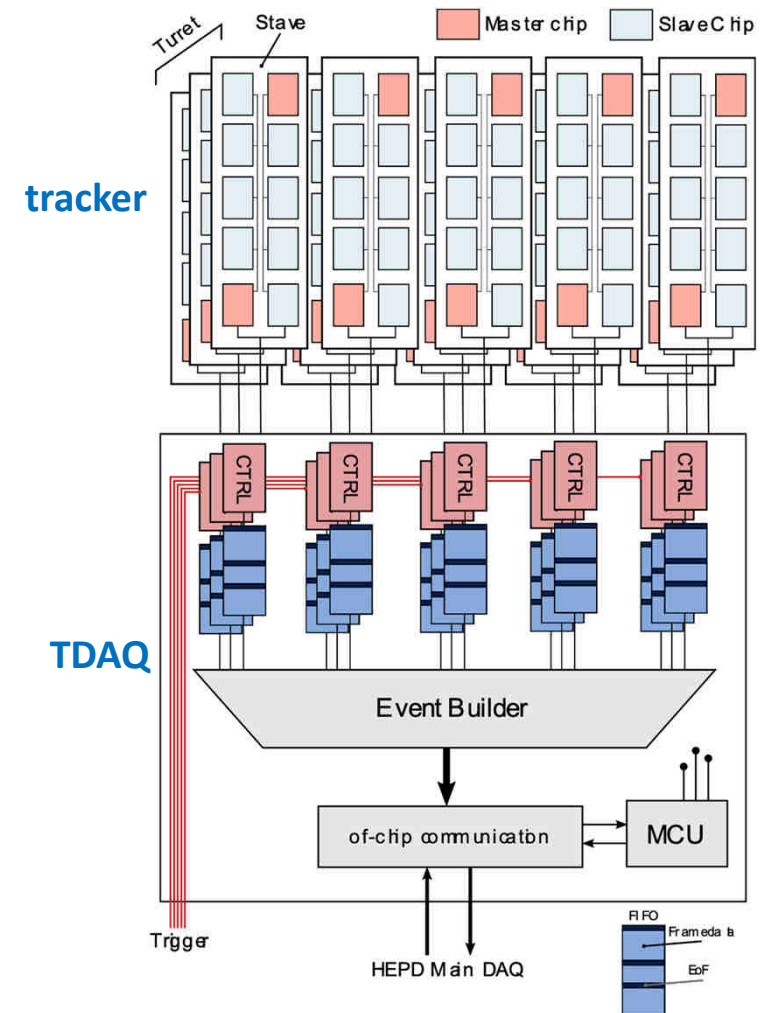 Turret
Stave
Master chip
Slave Chip
tracker
CTRL
CTRL
CTRL
CTRL
CTRL
TDAQ
Event Builder
of-chip communication
MCU
Trigger
HEPD Main DAQ
FIFO
Frame data
EoF